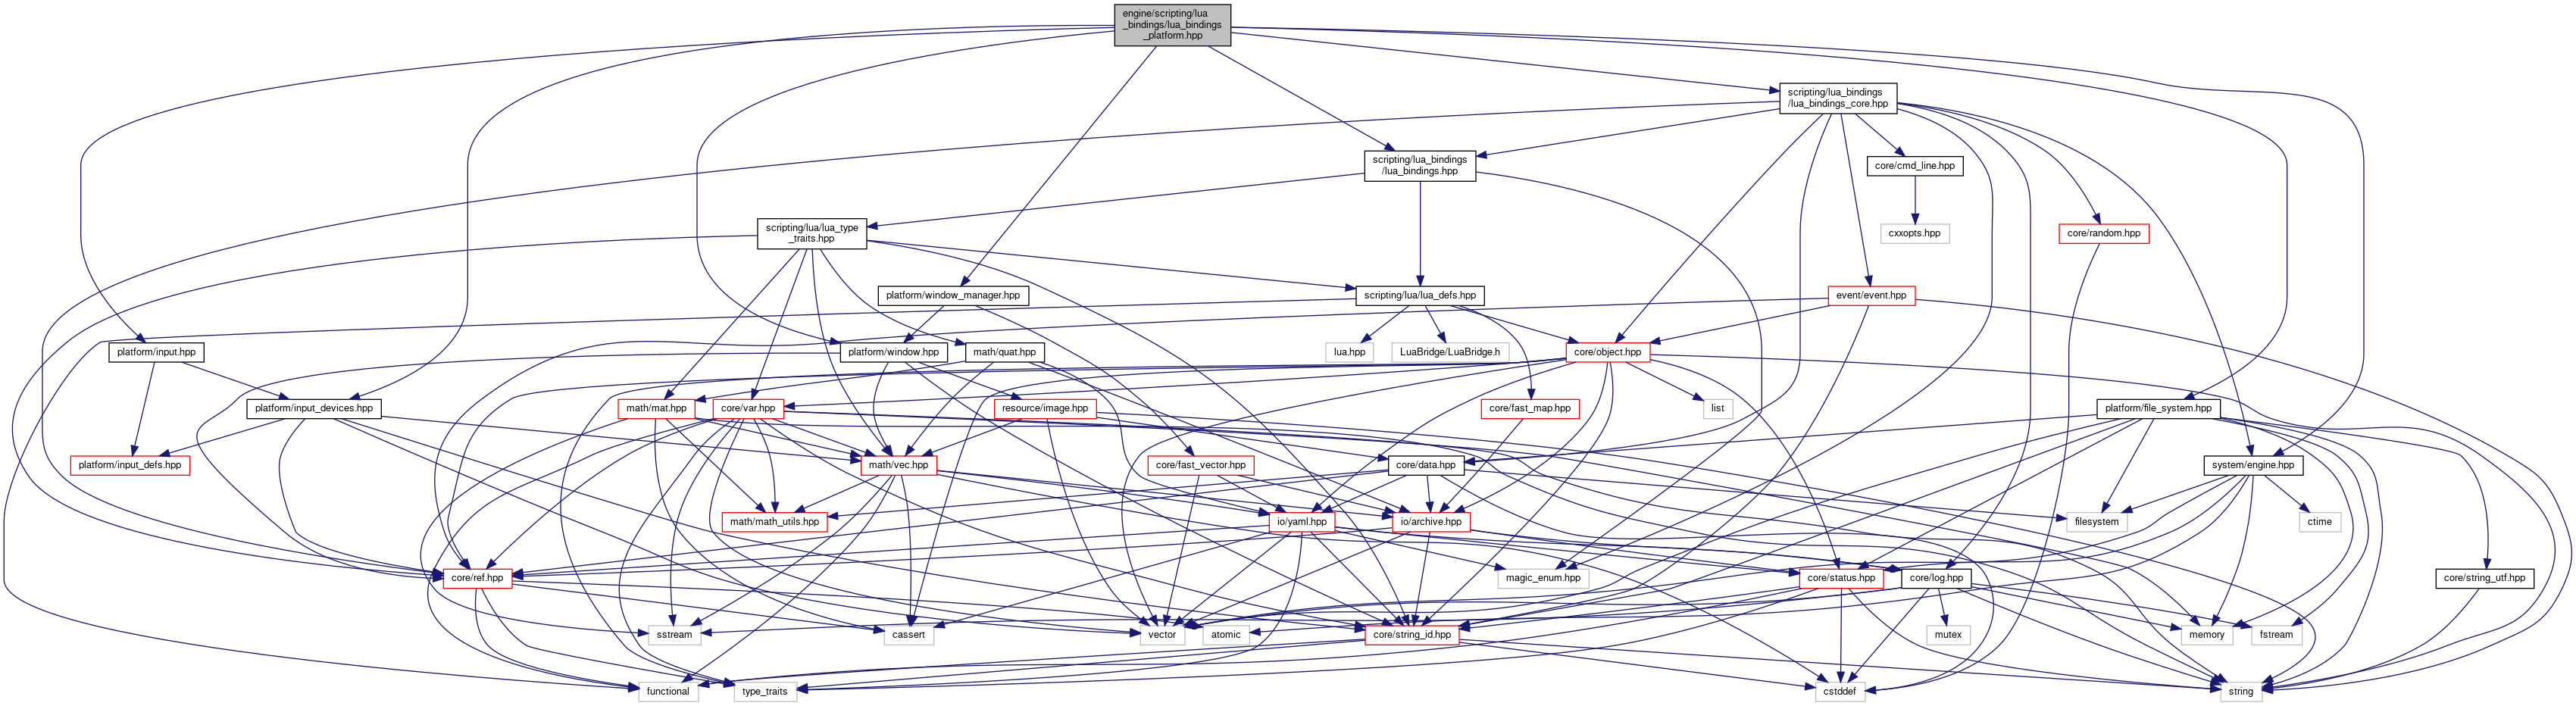 engine/scripting/lua
_bindings/lua_bindings
_platform.hpp
scripting/lua_bindings
/lua_bindings_core.hpp
scripting/lua_bindings
/lua_bindings.hpp
core/cmd_line.hpp
scripting/lua/lua_type
_traits.hpp
cxxopts.hpp
core/random.hpp
platform/window_manager.hpp
scripting/lua/lua_defs.hpp
event/event.hpp
platform/input.hpp
platform/window.hpp
math/quat.hpp
lua.hpp
LuaBridge/LuaBridge.h
core/object.hpp
platform/input_devices.hpp
math/mat.hpp
core/var.hpp
resource/image.hpp
core/fast_map.hpp
list
platform/file_system.hpp
platform/input_defs.hpp
math/vec.hpp
core/fast_vector.hpp
core/data.hpp
system/engine.hpp
math/math_utils.hpp
io/yaml.hpp
io/archive.hpp
filesystem
ctime
core/ref.hpp
magic_enum.hpp
core/status.hpp
core/log.hpp
core/string_utf.hpp
sstream
cassert
vector
atomic
core/string_id.hpp
mutex
memory
fstream
functional
type_traits
cstddef
string